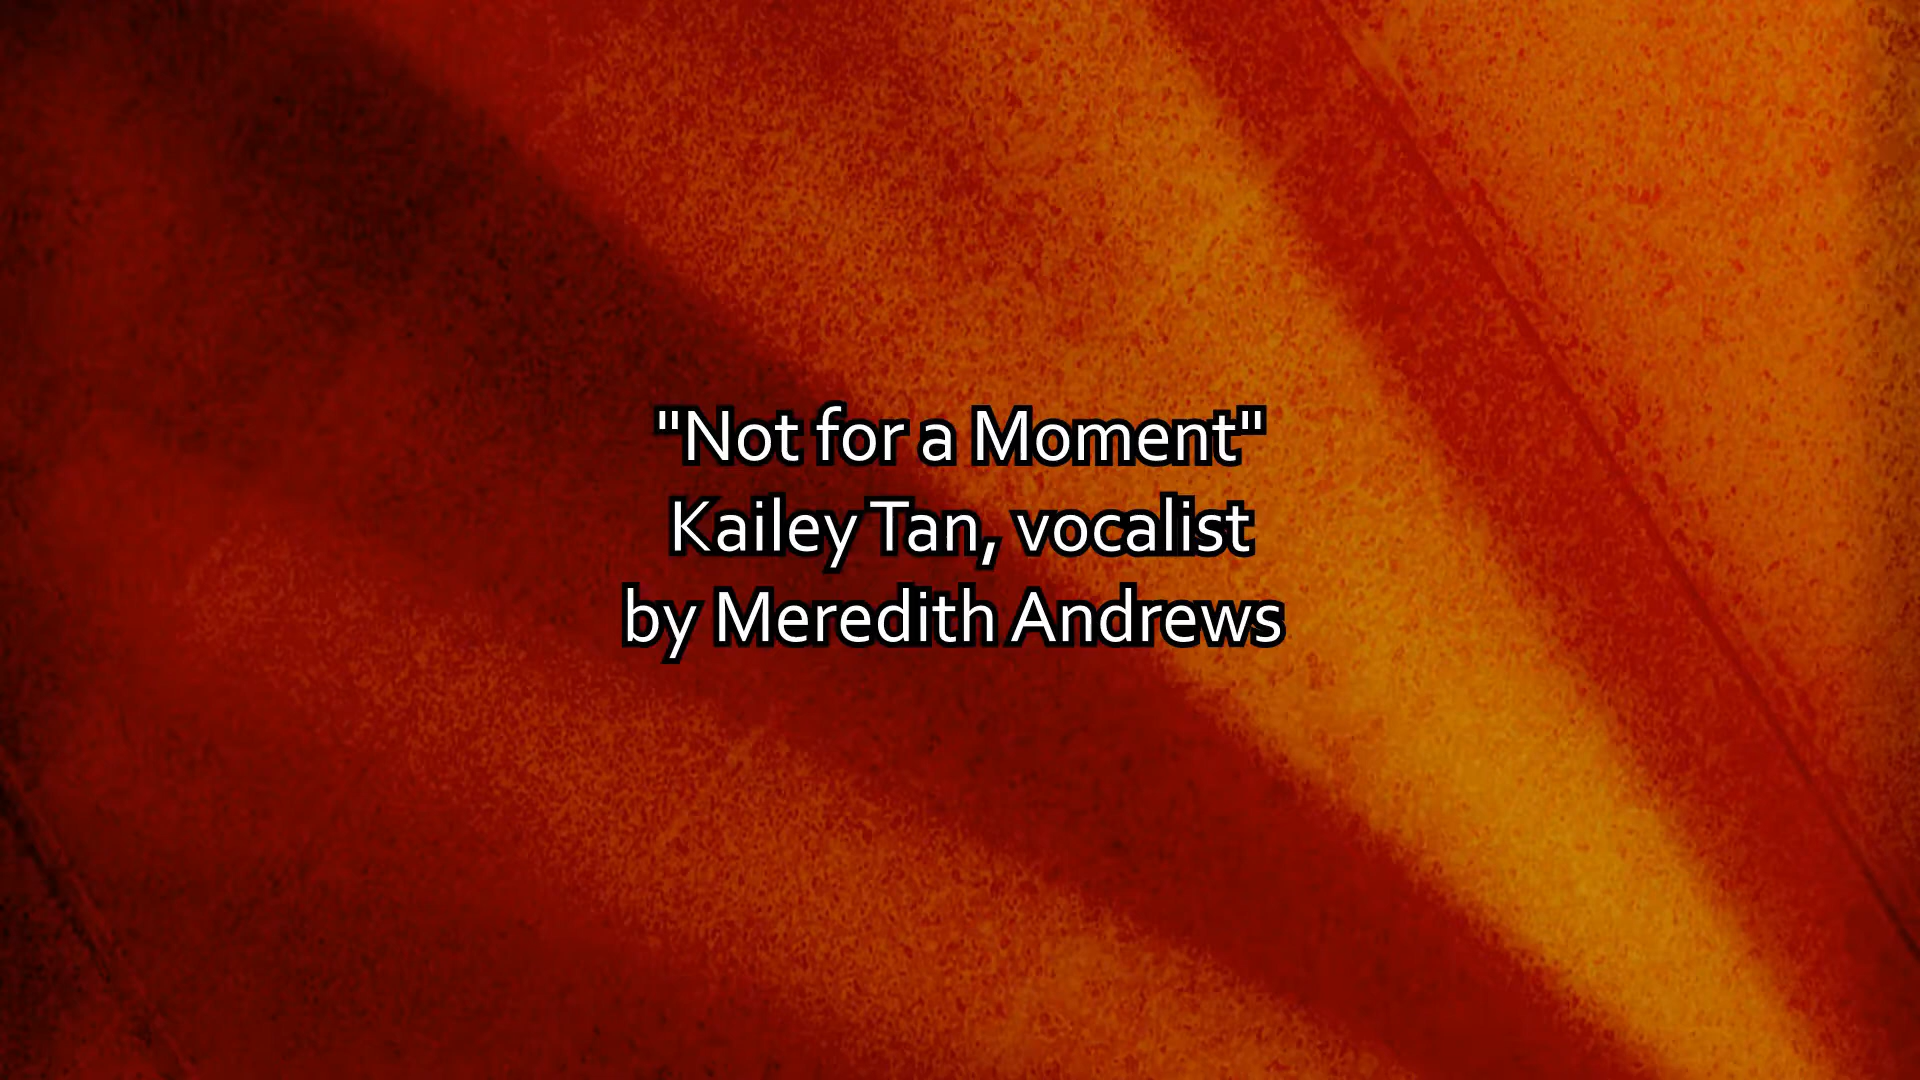 "Not for a Moment"
Kailey Tan, vocalist
by Meredith Andrews